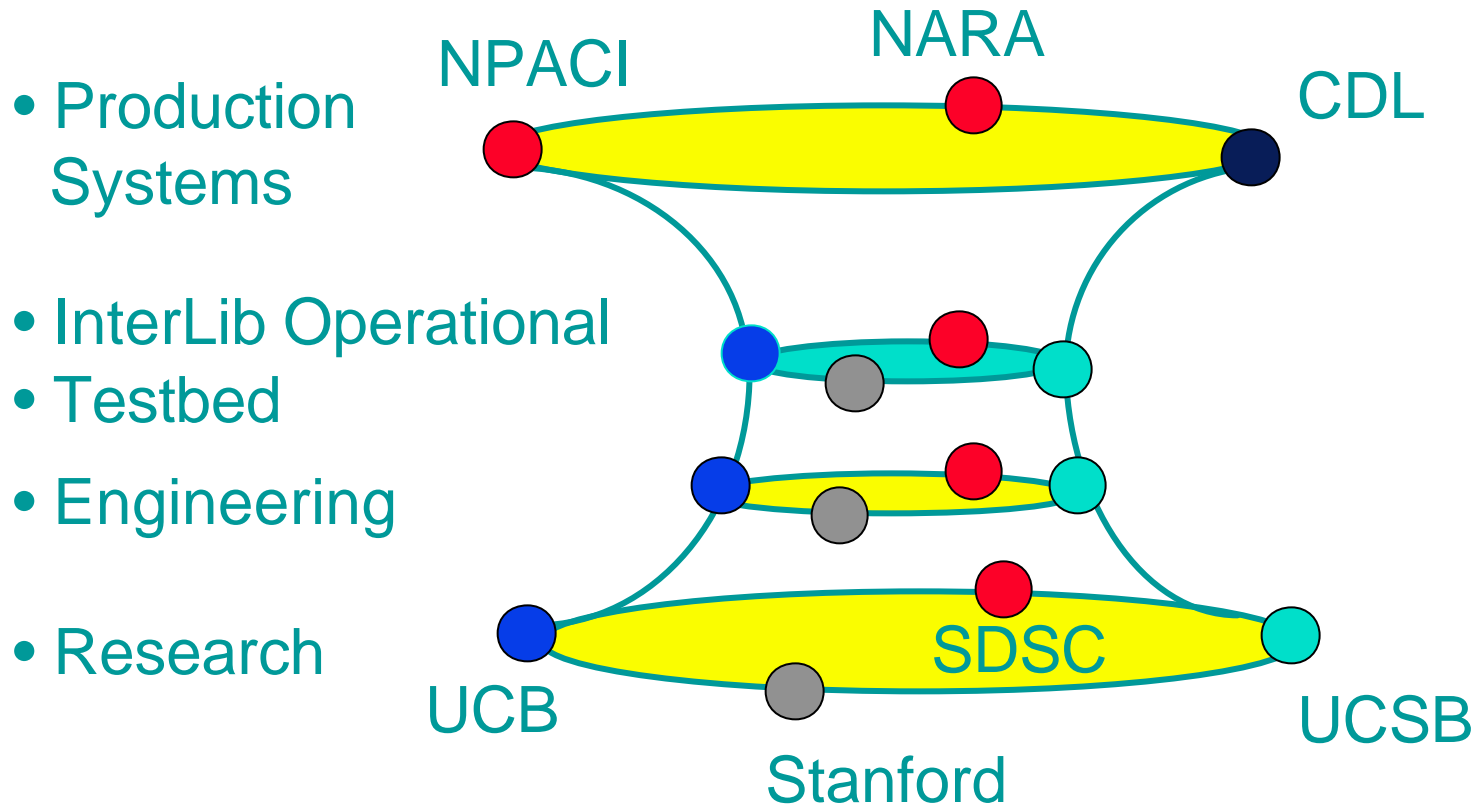 NPACI
NARA
CDL
• Production
Systems
• InterLib Operational
• Testbed
• Engineering
• Research
SDSC
UCB
UCSB
Stanford